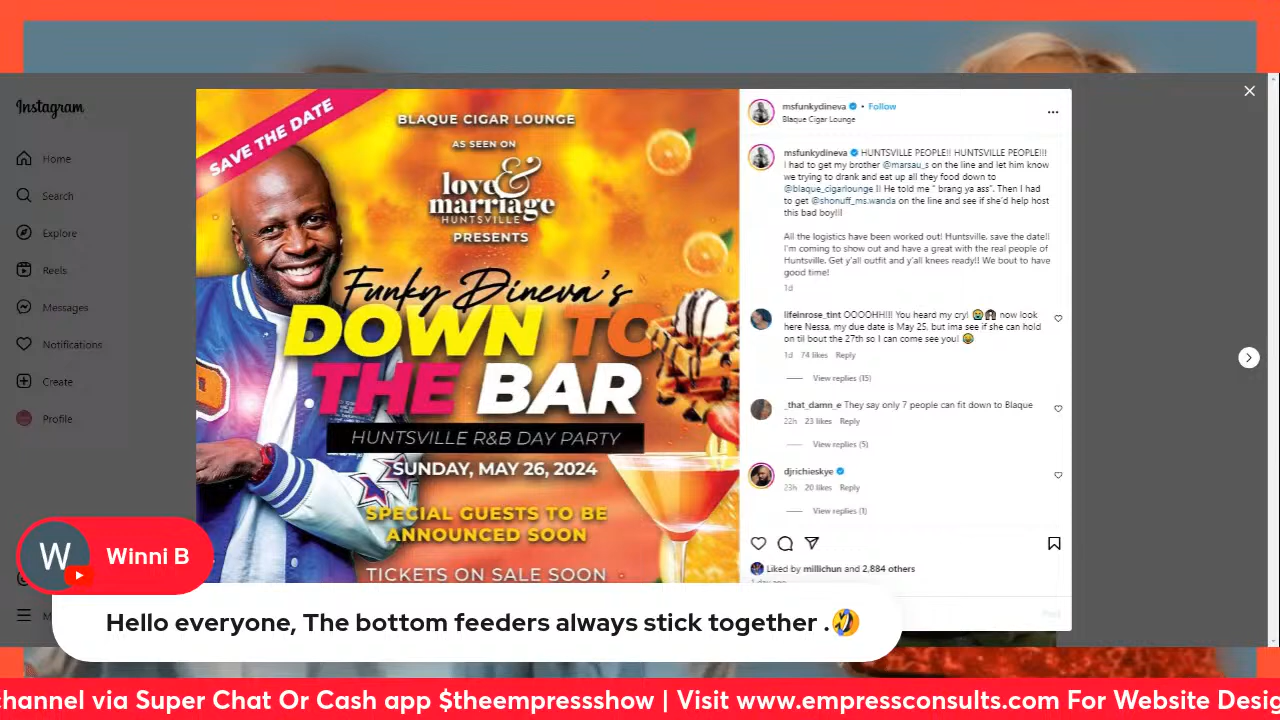 Instagram
Home
Search
Explore
Reels
Messages
Notifications
Create
Profile
SAVE THE DATE
BLAQUE CIGAR LOUNGE
AS SEEN ON
love &
marriage
HUNTSVILLE
PRESENTS
Funky Dineva's
DOWN TO
THE BAR
HUNTSVILLE R&B DAY PARTY
SUNDAY, MAY 26, 2024
SPECIAL GUESTS TO BE
ANNOUNCED SOON
TICKETS ON SALE SOON
msfunkydineva • Follow
Blaque Cigar Lounge
msfunkydineva HUNTSVILLE PEOPLE!! HUNTSVILLE PEOPLE!!!
I had to get my brother @marsau_s on the line and let him know
we trying to drank and eat up all they food down to
@blaque_cigarlounge !! He told me " brang ya ass". Then I had
to get @shonuff_ms.wanda on the line and see if she'd help host
this bad boy!!!
All the logistics have been worked out! Huntsville, save the date!!
I'm coming to show out and have a great with the real people of
Huntsville. Get y'all outfit and y'all knees ready!! We bout to have
good time!
1d
lifeinrose_tint OOOOHH!!! You heard my cry! 😭🙇🏽‍♀️ now look
here Nessa, my due date is May 25, but ima see if she can hold
on til bout the 27th so I can come see you! 😂
1d 74 likes Reply
View replies (15)
_that_damn_e They say only 7 people can fit down to Blaque
22h 23 likes Reply
View replies (5)
djrichieskye
23h 20 likes Reply
View replies (1)
Liked by millichun and 2,884 others
1 day ago
Post
W
Winni B
Hello everyone, The bottom feeders always stick together .🤣
channel via Super Chat Or Cash app $theempressshow | Visit www.empressconsults.com For Website Desig